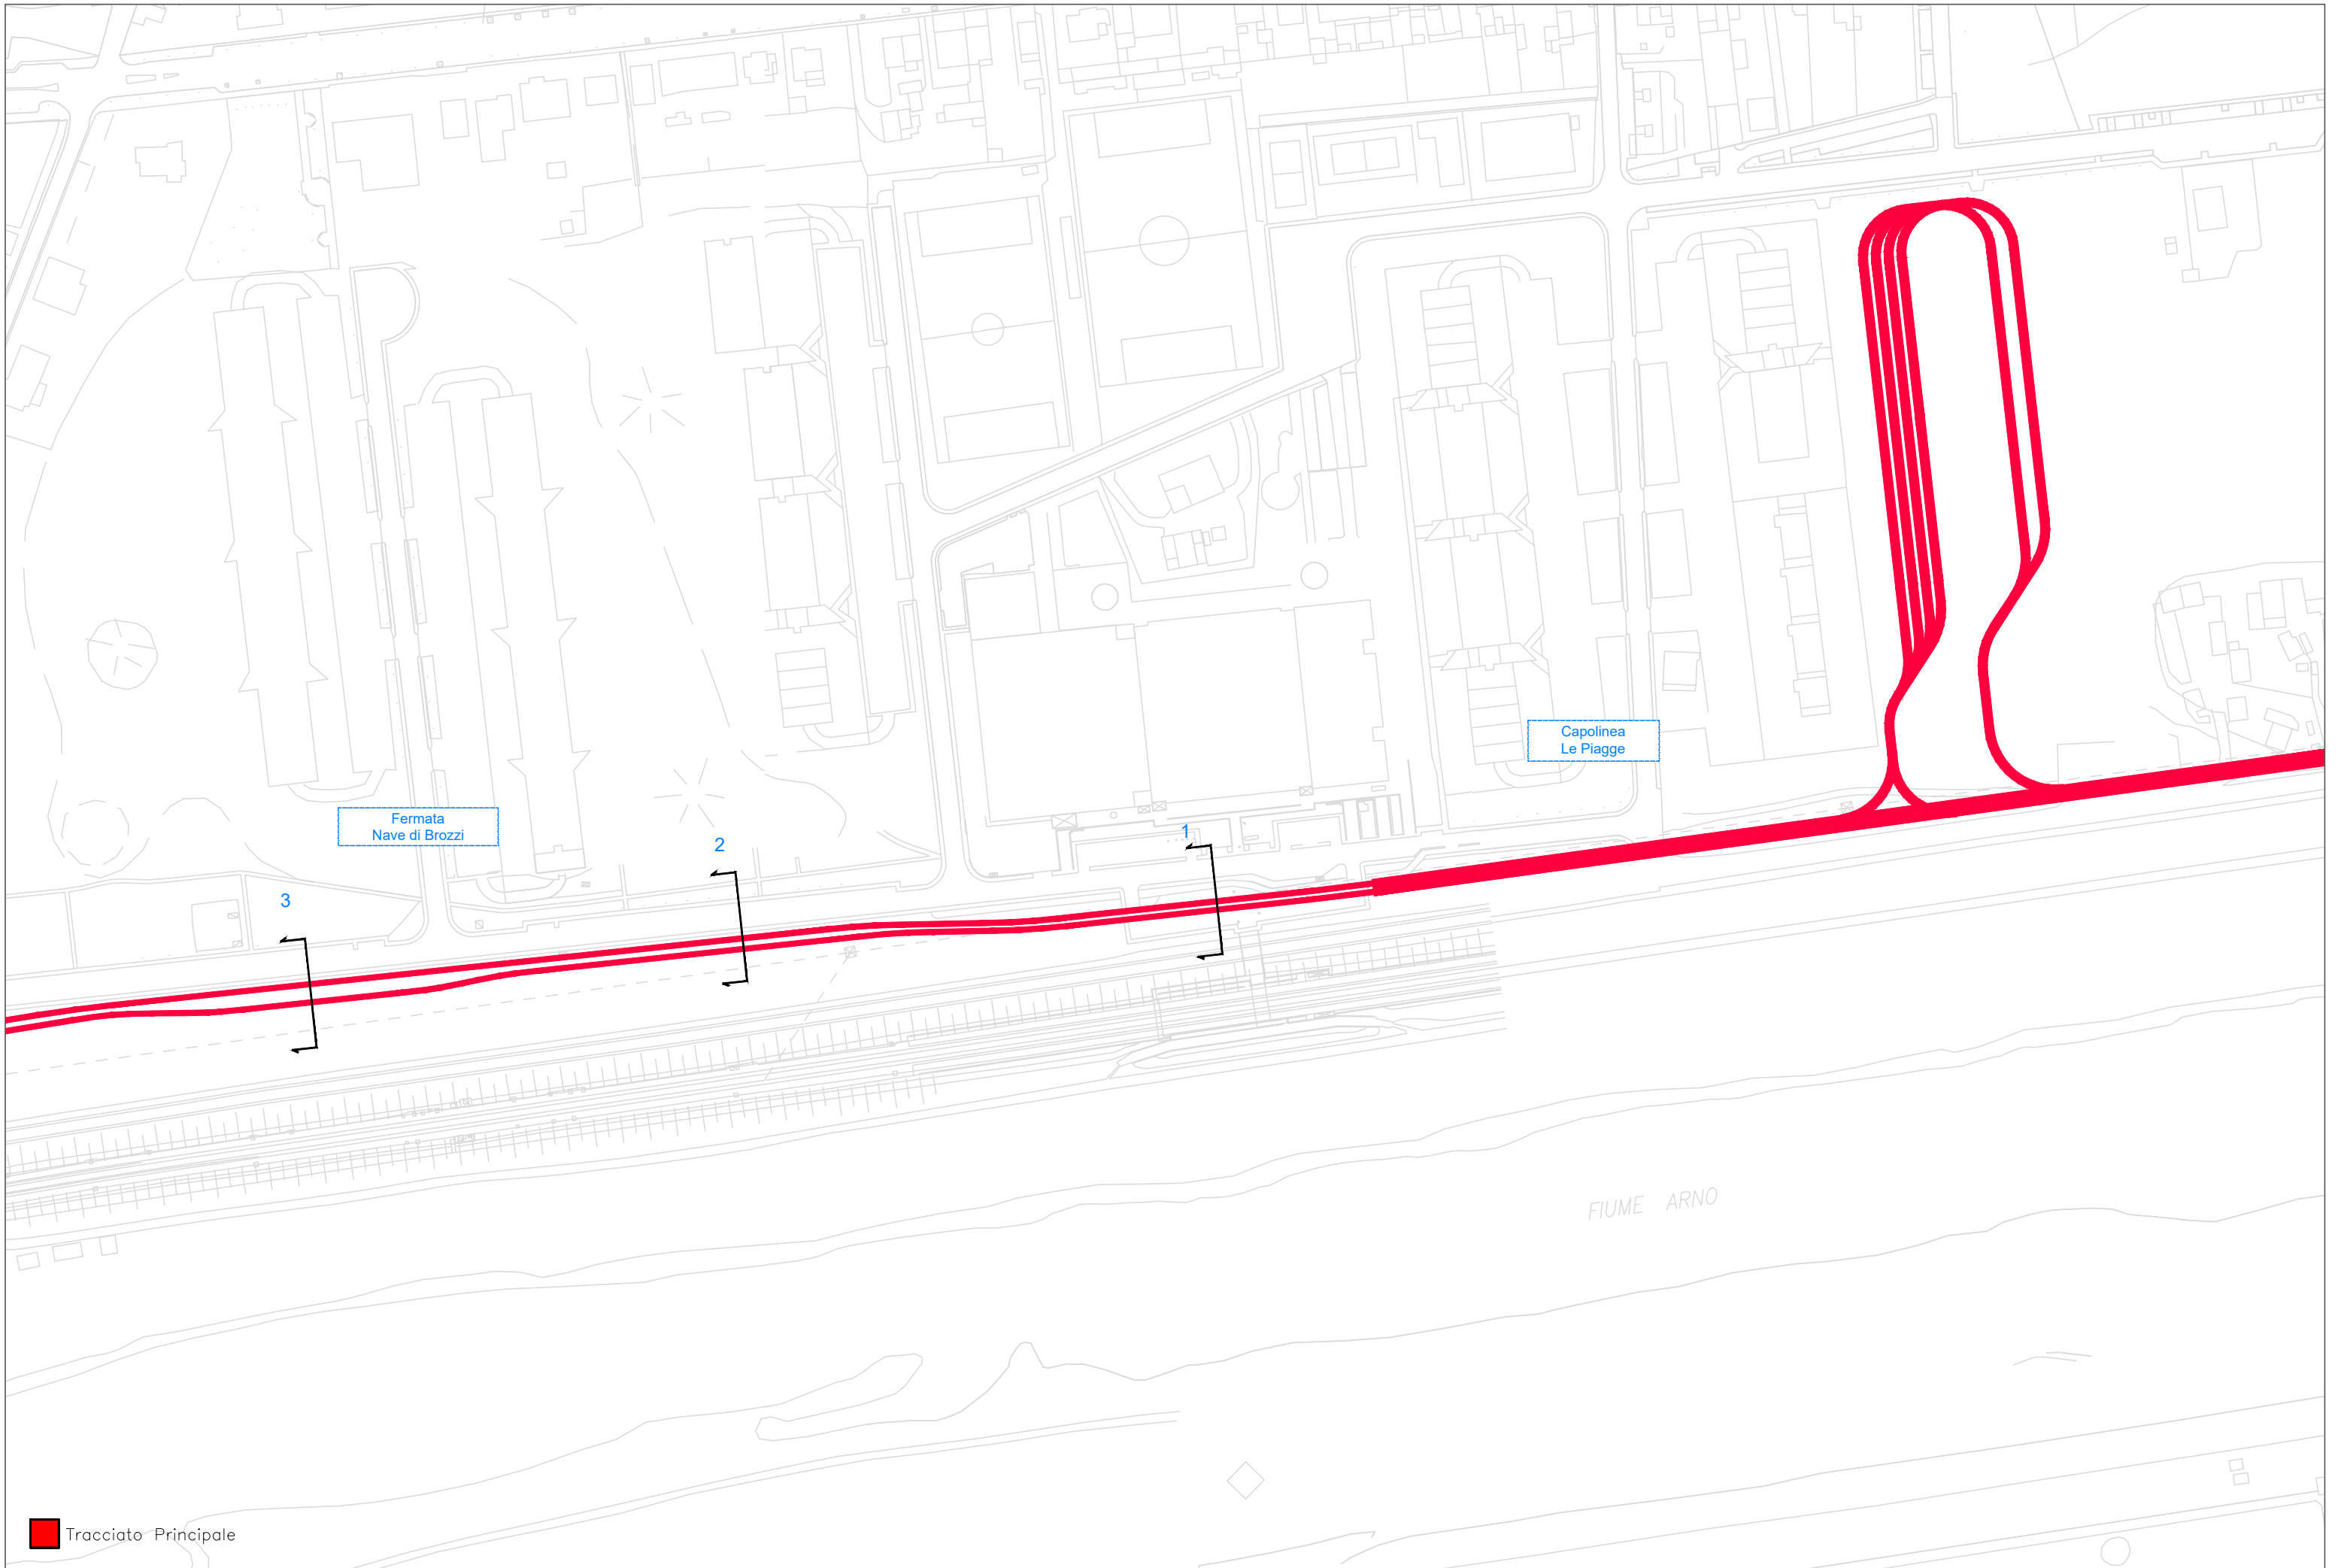 Capolinea
Le Piagge
Fermata
Nave di Brozzi
1
2
3
FIUME ARNO
Tracciato Principale